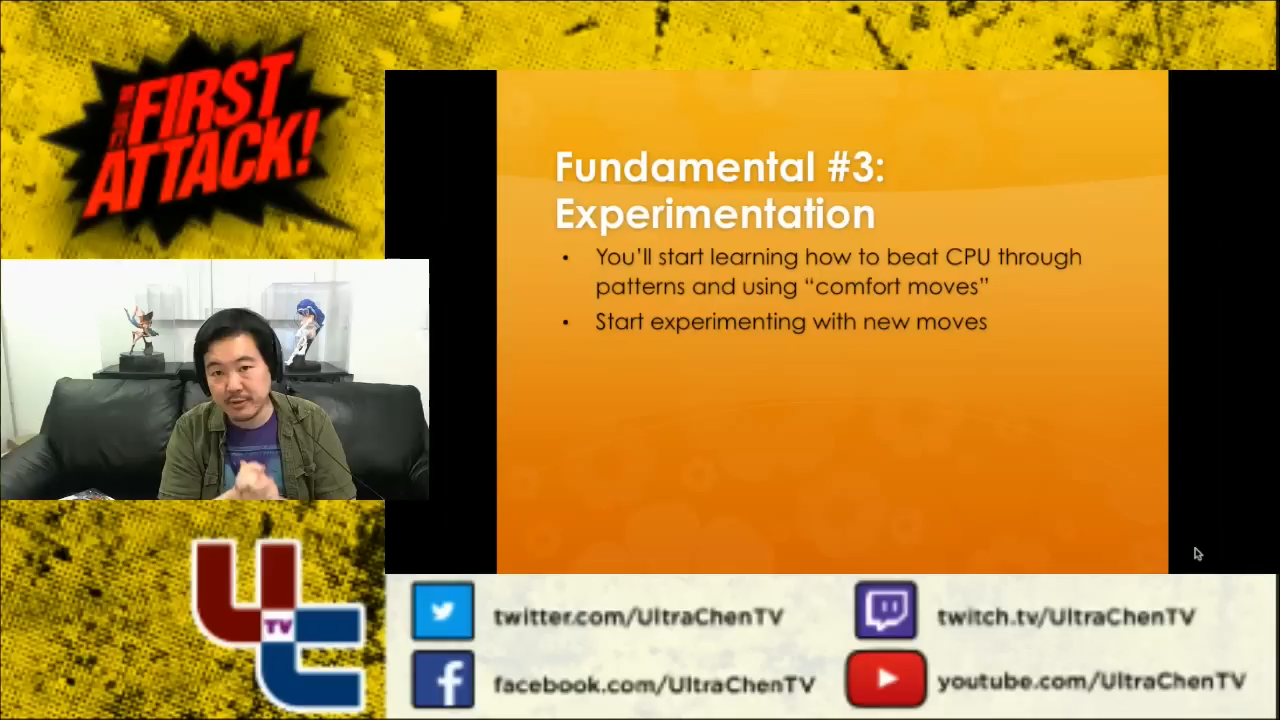 FIRST
ATTACK!
Fundamental #3:
Experimentation
• You’ll start learning how to beat CPU through
patterns and using “comfort moves”
• Start experimenting with new moves
UC
TV
twitter.com/UltraChenTV
twitch.tv/UltraChenTV
facebook.com/UltraChenTV
youtube.com/UltraChenTV